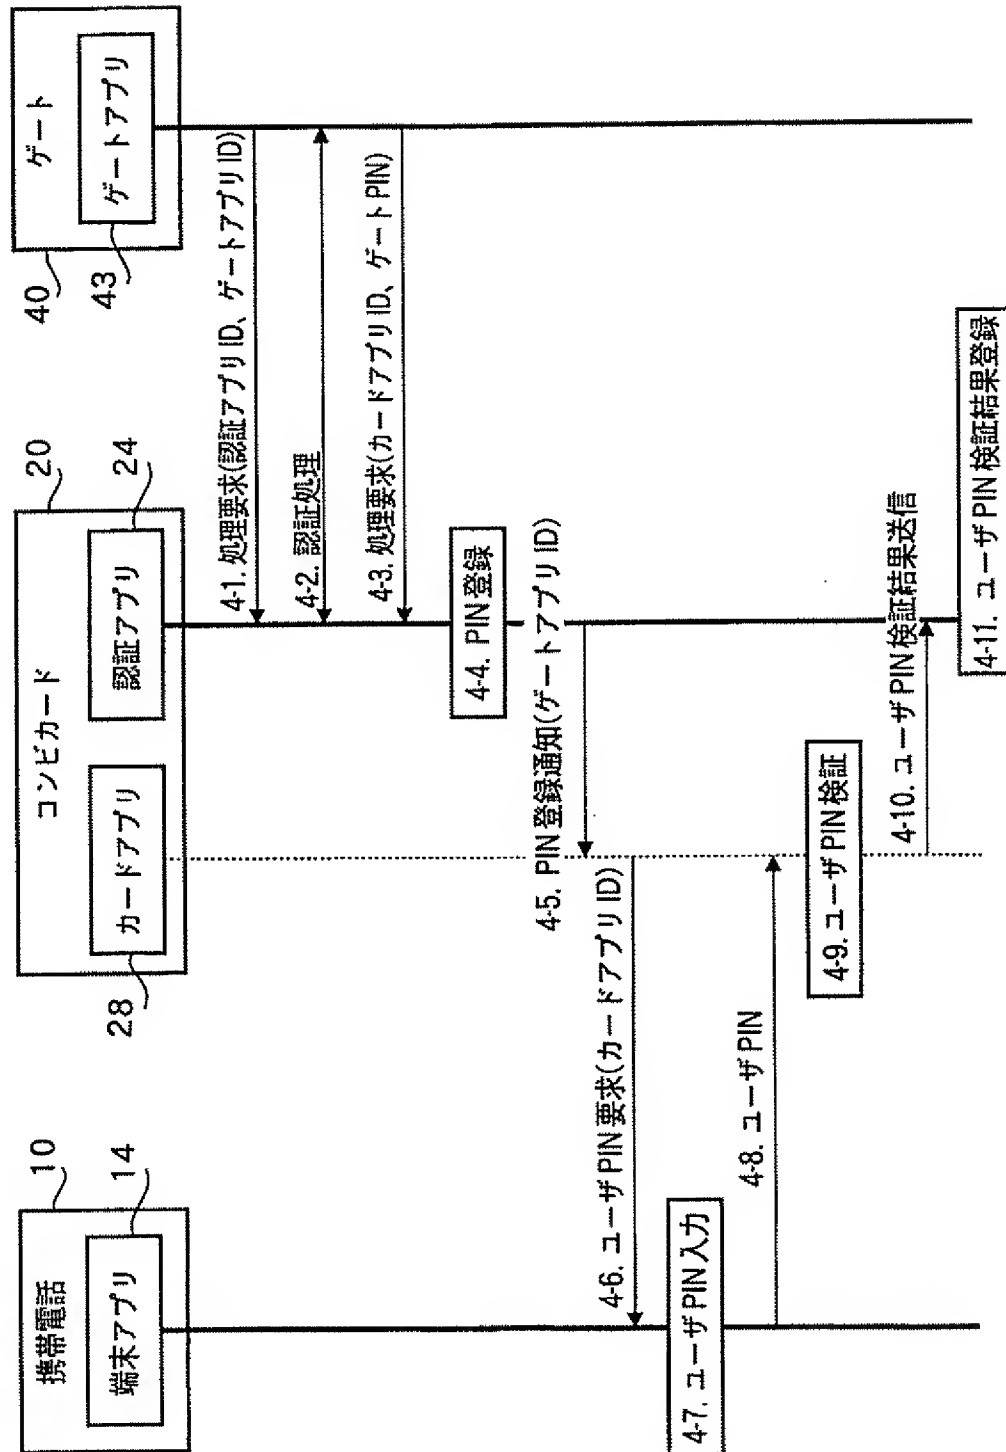 携帯電話
10
端末アプリ
14
コンビカード
20
カードアプリ
28
認証アプリ
24
ゲート
40
ゲートアプリ
43
4-1. 処理要求(認証アプリID、ゲートアプリID)
4-2. 認証処理
4-3. 処理要求(カードアプリID、ゲートPIN)
4-4. PIN登録
4-5. PIN登録通知(ゲートアプリID)
4-6. ユーザPIN要求(カードアプリID)
4-7. ユーザPIN入力
4-8. ユーザPIN
4-9. ユーザPIN検証
4-10. ユーザPIN検証結果送信
4-11. ユーザPIN検証結果登録